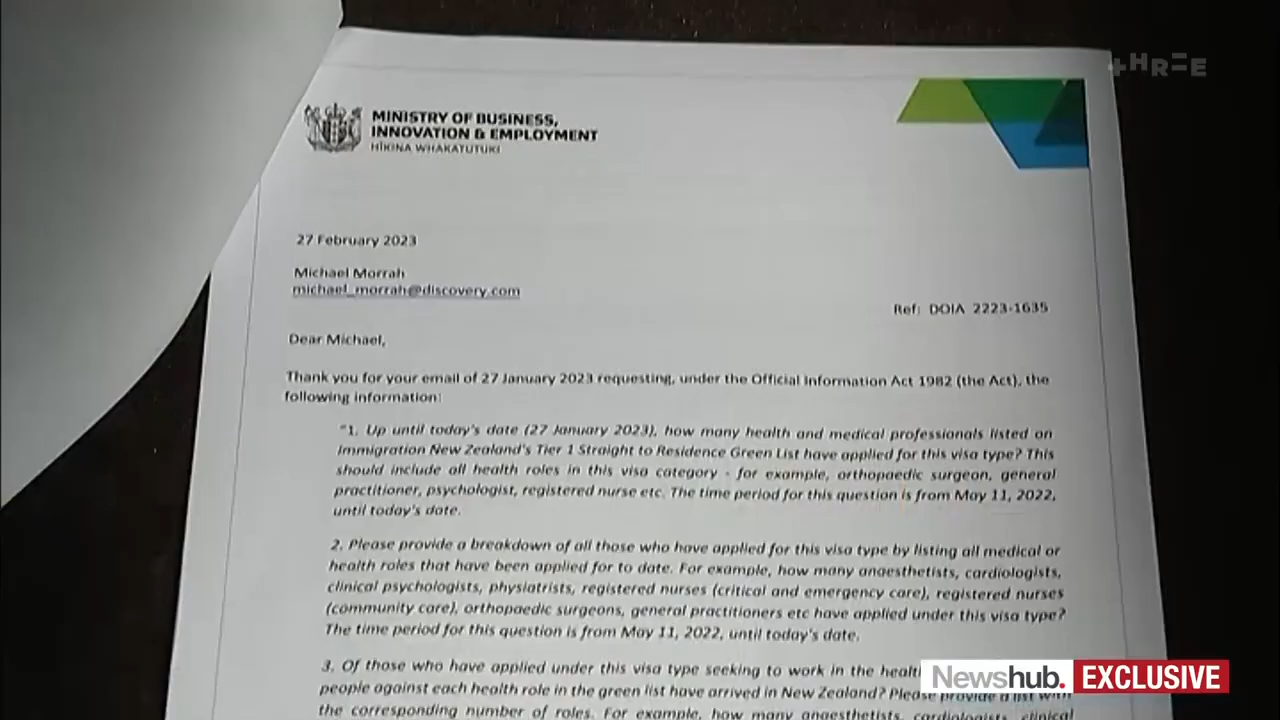 +HR=E
MINISTRY OF BUSINESS,
INNOVATION & EMPLOYMENT
HĪKINA WHAKATUTUKI
27 February 2023
Michael Morrah
michael_morrah@discovery.com
Ref: DOIA 2223-1635
Dear Michael,
Thank you for your email of 27 January 2023 requesting, under the Official Information Act 1982 (the Act), the
following information:
"1. Up until today's date (27 January 2023), how many health and medical professionals listed on
Immigration New Zealand's Tier 1 Straight to Residence Green List have applied for this visa type? This
should include all health roles in this visa category - for example, orthopaedic surgeon, general
practitioner, psychologist, registered nurse etc. The time period for this question is from May 11, 2022,
until today's date.
2. Please provide a breakdown of all those who have applied for this visa type by listing all medical or
health roles that have been applied for to date. For example, how many anaesthetists, cardiologists,
clinical psychologists, physiatrists, registered nurses (critical and emergency care), registered nurses
(community care), orthopaedic surgeons, general practitioners etc have applied under this visa type?
The time period for this question is from May 11, 2022, until today's date.
3. Of those who have applied under this visa type seeking to work in the
people against each health role in the green list have arrived in New Zealand? Please provide a list with
the corresponding number of roles. For example, how many anaesthetists, cardiologists, clinical
Newshub. EXCLUSIVE